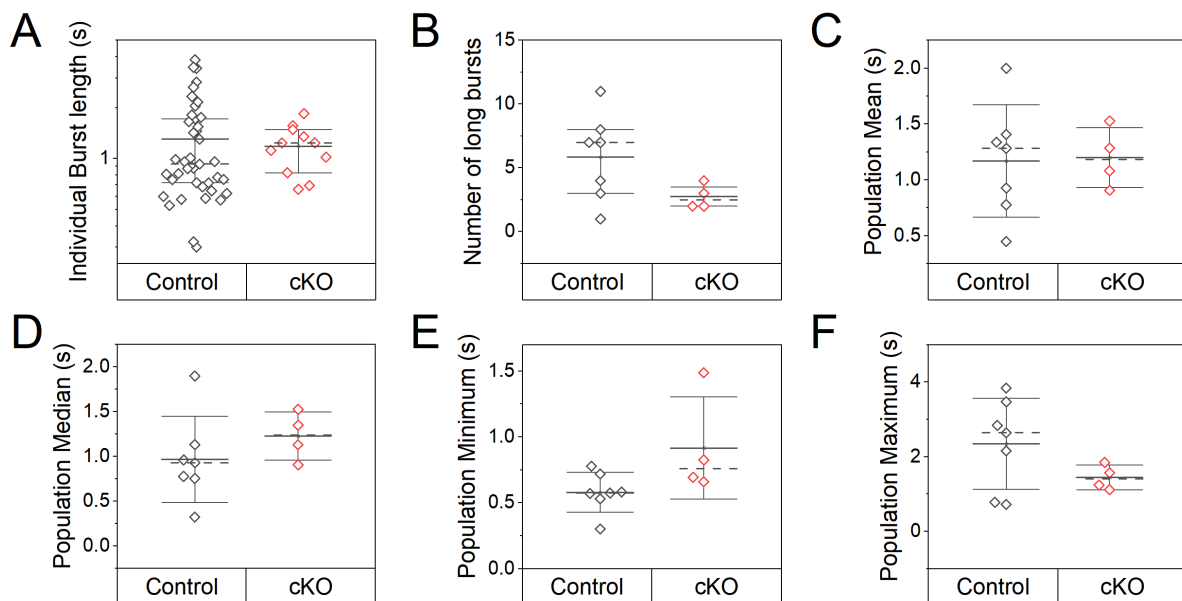 A
Individual Burst length (s)
1
Control cKO
B
Number of long bursts
15
10
5
0
Control cKO
C
Population Mean (s)
2.0
1.5
1.0
0.5
Control cKO
D
Population Median (s)
2.0
1.5
1.0
0.5
0.0
Control cKO
E
Population Minimum (s)
1.5
1.0
0.5
0.0
Control cKO
F
Population Maximum (s)
4
2
0
Control cKO